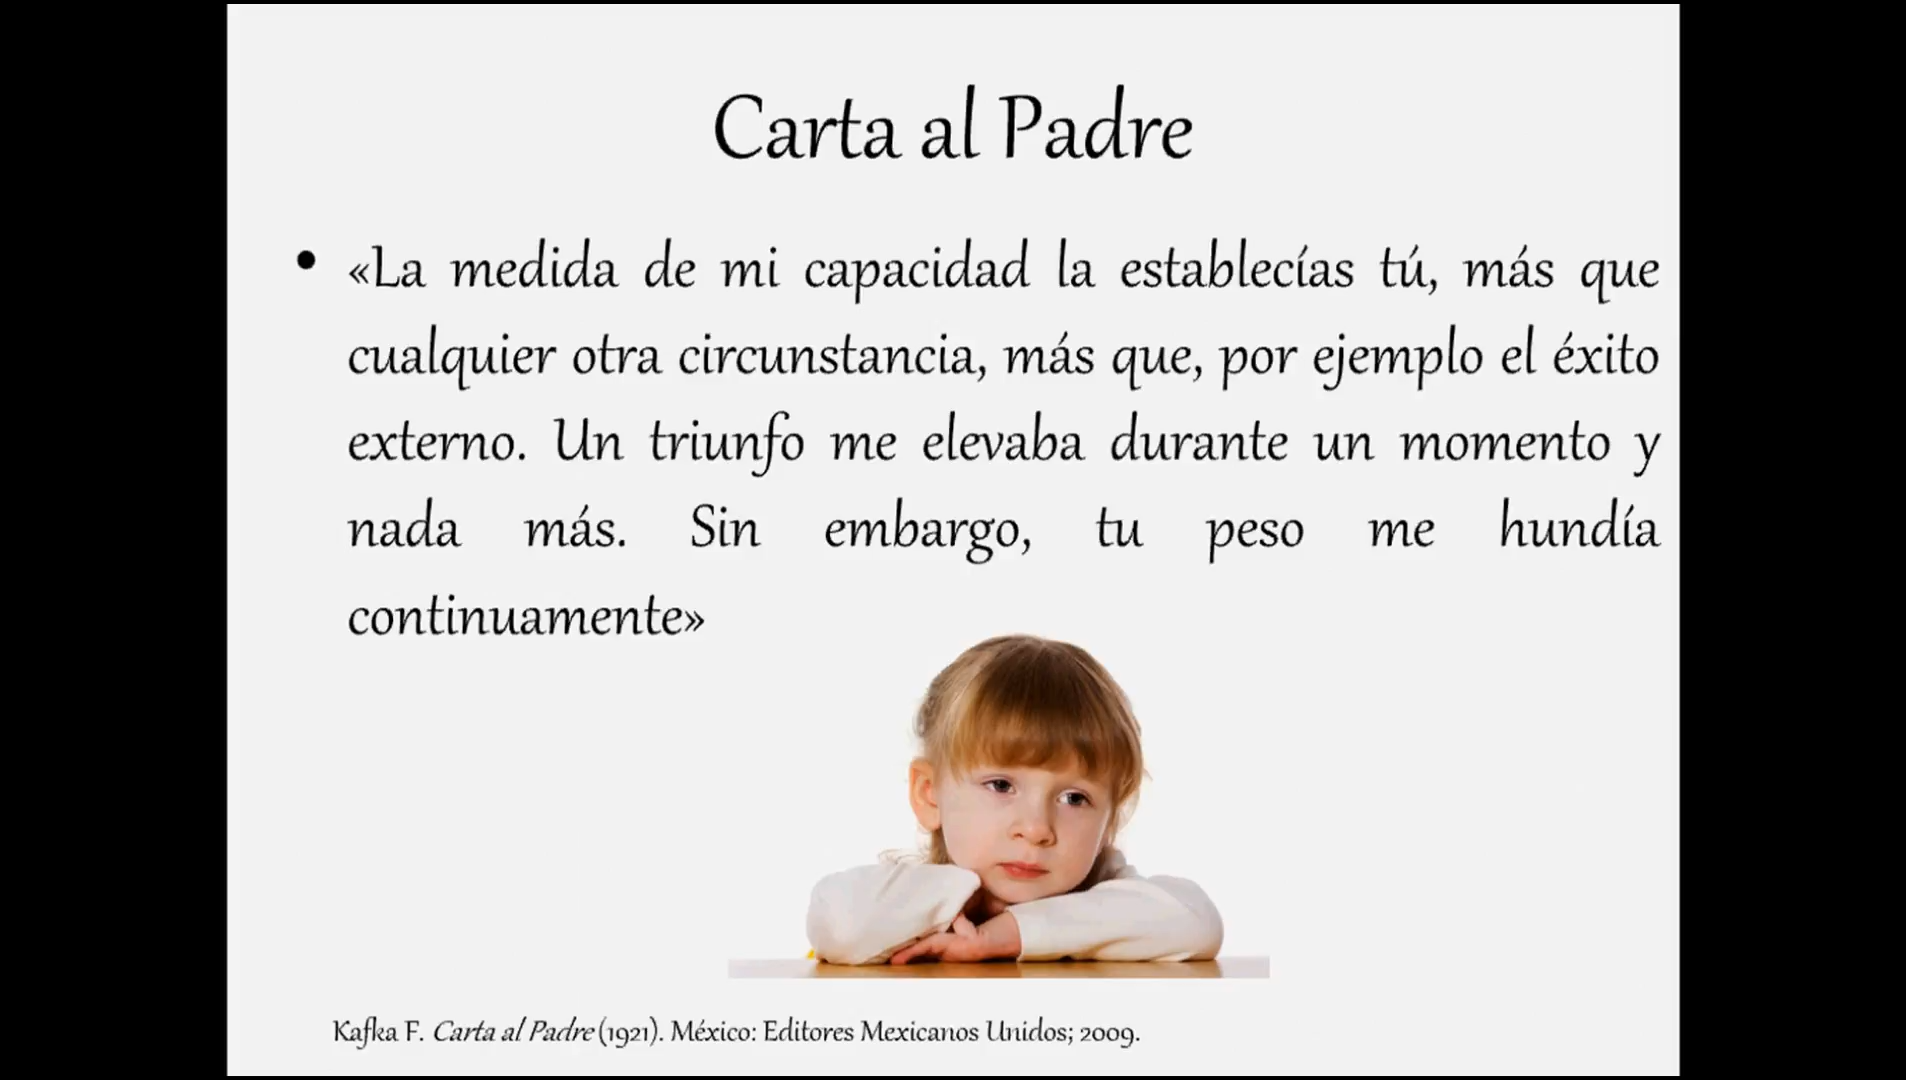 Carta al Padre
• «La medida de mi capacidad la establecías tú, más que
cualquier otra circunstancia, más que, por ejemplo el éxito
externo. Un triunfo me elevaba durante un momento y
nada más. Sin embargo, tu peso me hundía
continuamente»
Kafka F. Carta al Padre (1921). México: Editores Mexicanos Unidos; 2009.